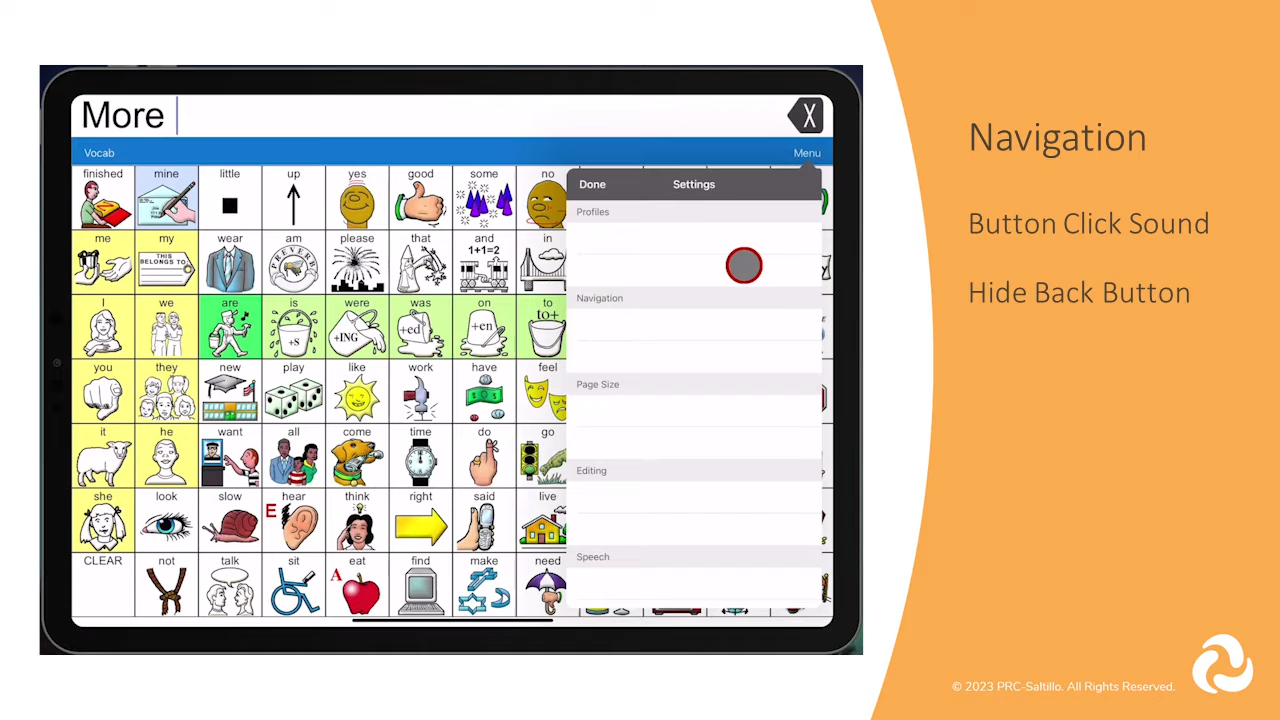 More
X
Vocab
Menu
finished mine little up yes good some no
Done Settings
Profiles
me my wear am please that and in
THIS BELONGS TO:
PREFORM
1+1=2
Navigation
I we are is were was on to
+S +ING +ed +en to+
Page Size
you they new play like work have feel
it he want all come time do go
Editing
she look slow hear think right said live
E
Speech
CLEAR not talk sit eat find make need
A
Navigation
Button Click Sound
Hide Back Button
© 2023 PRC-Saltillo. All Rights Reserved.